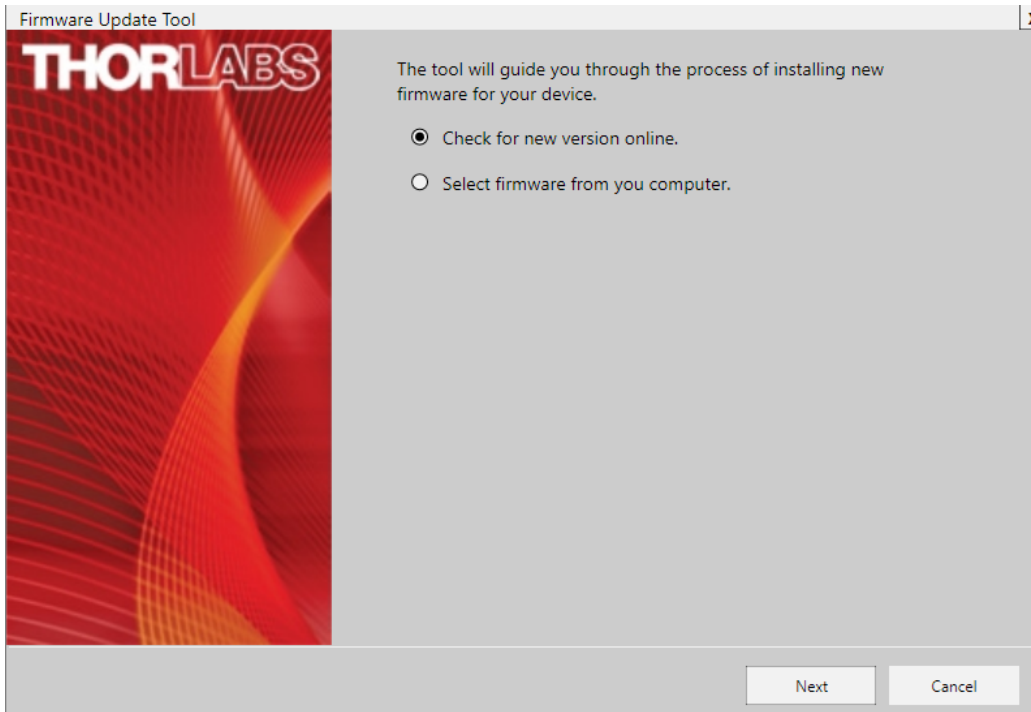 Firmware Update Tool
THORLABS
The tool will guide you through the process of installing new
firmware for your device.
Check for new version online.
Select firmware from you computer.
Next Cancel